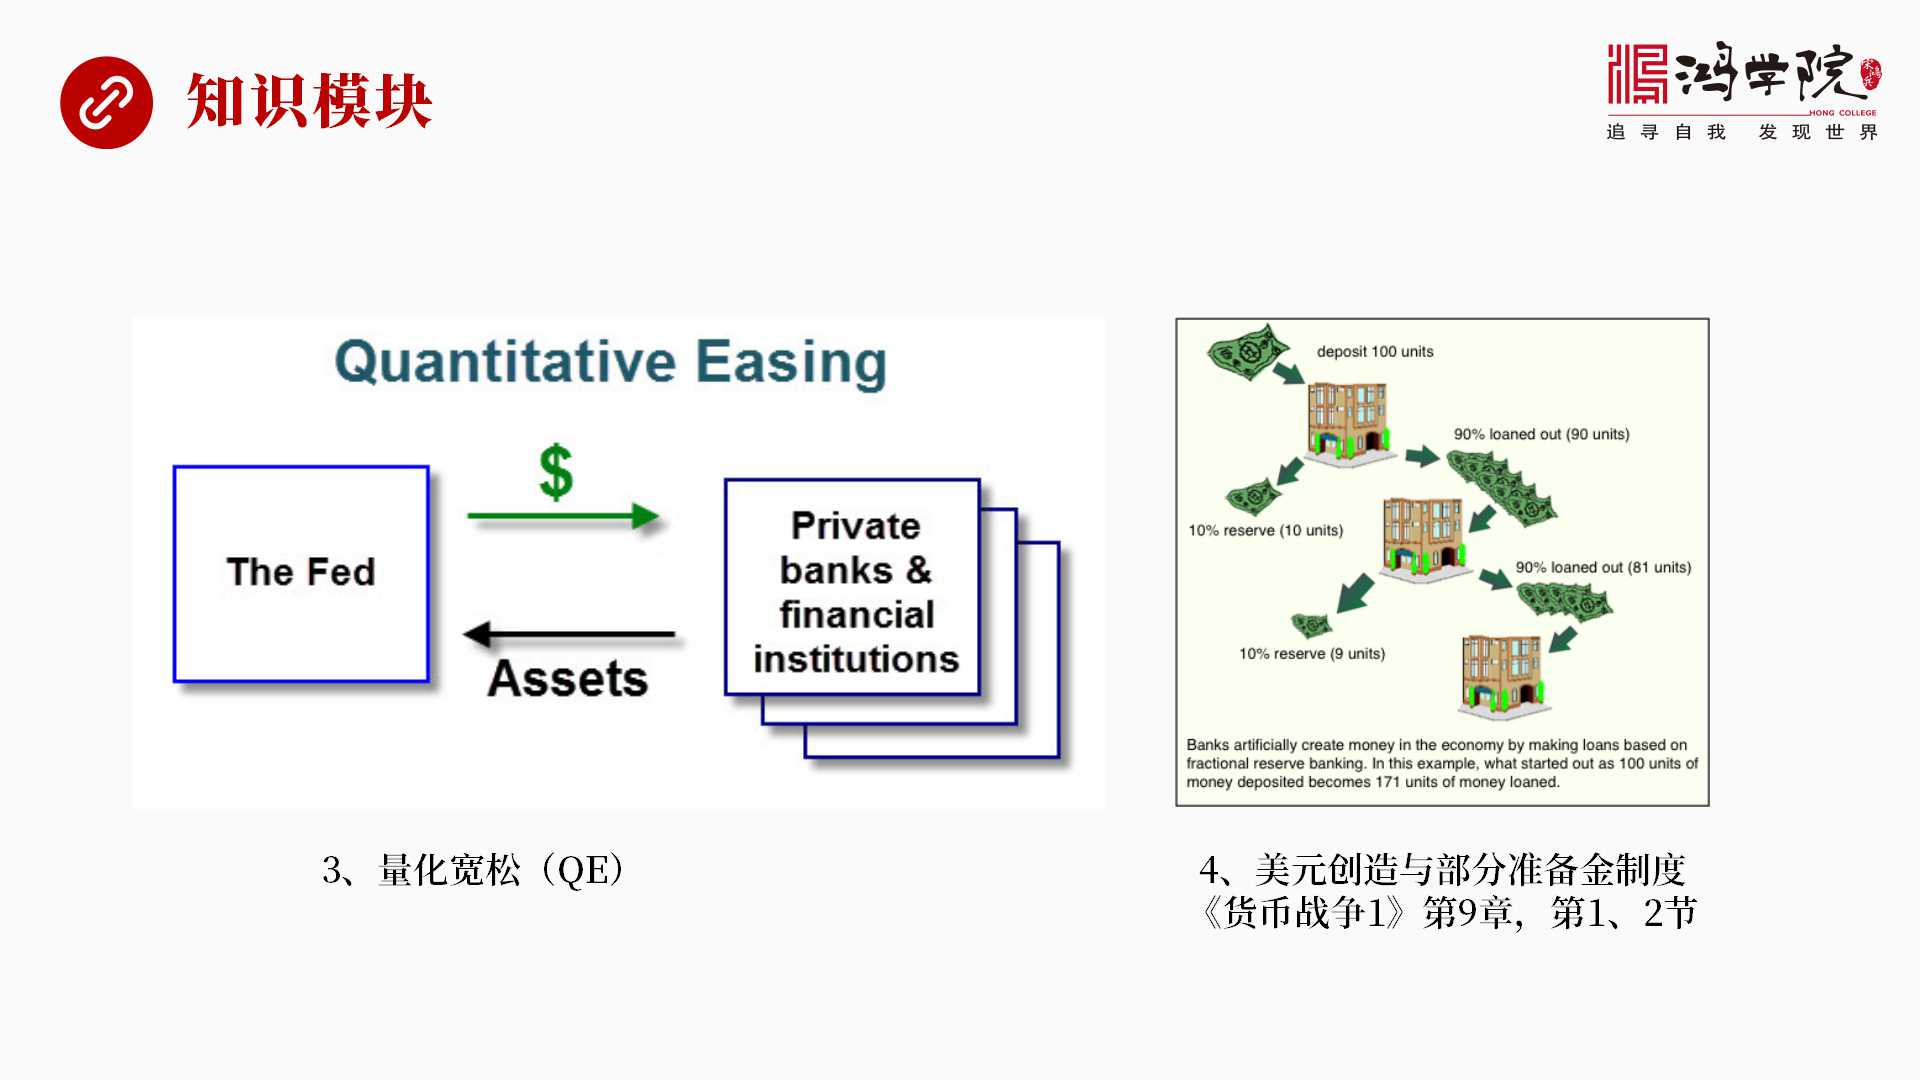 知识模块
鸿学院
宋鸿兵
HONG COLLEGE
追寻自我 发现世界
Quantitative Easing
$
The Fed
Private
banks &
financial
institutions
Assets
3、量化宽松（QE）
deposit 100 units
90% loaned out (90 units)
10% reserve (10 units)
90% loaned out (81 units)
10% reserve (9 units)
Banks artificially create money in the economy by making loans based on
fractional reserve banking. In this example, what started out as 100 units of
money deposited becomes 171 units of money loaned.
4、美元创造与部分准备金制度
《货币战争1》第9章，第1、2节